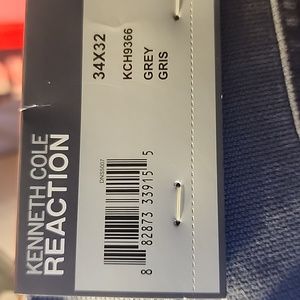 KENNETH COLE
REACTION
34X32
KCH9366
GREY
GRIS
8 82873 33915 5